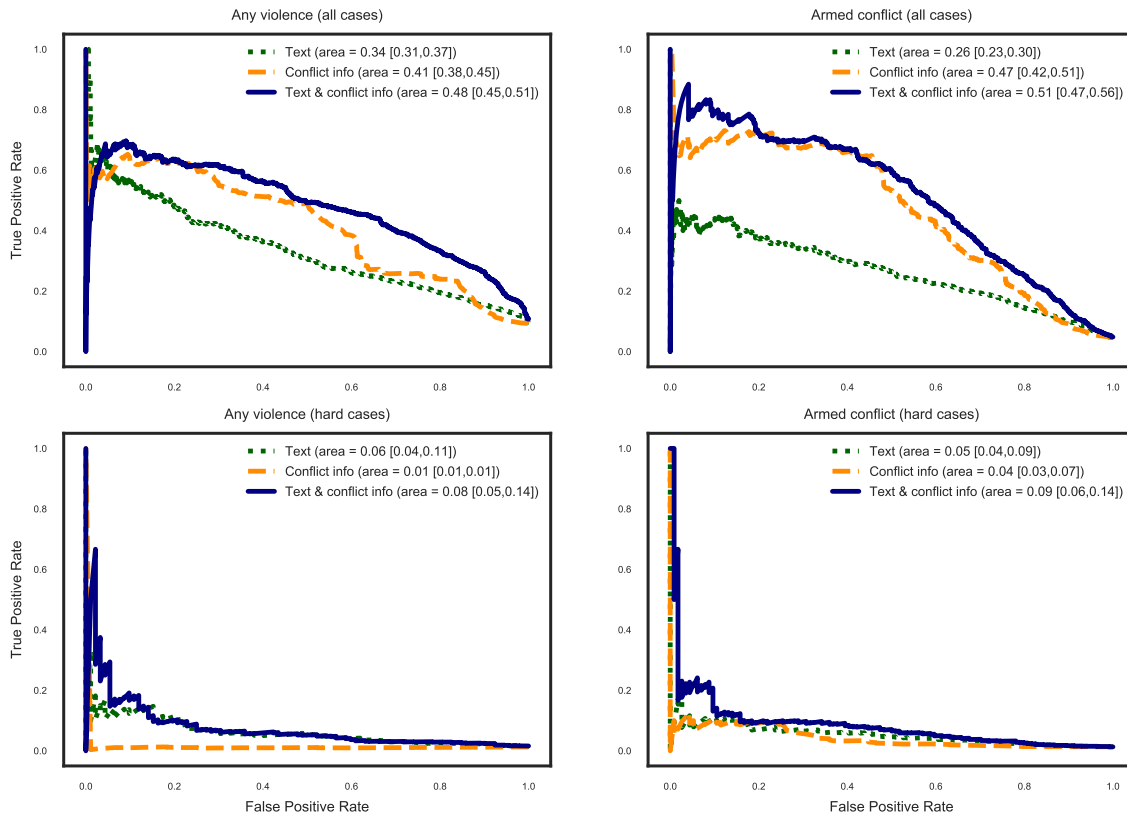 Any violence (all cases)
True Positive Rate
1.0
0.8
0.6
0.4
0.2
0.0
Text (area = 0.34 [0.31,0.37])
Conflict info (area = 0.41 [0.38,0.45])
Text & conflict info (area = 0.48 [0.45,0.51])
0.0 0.2 0.4 0.6 0.8 1.0
Armed conflict (all cases)
1.0
0.8
0.6
0.4
0.2
0.0
Text (area = 0.26 [0.23,0.30])
Conflict info (area = 0.47 [0.42,0.51])
Text & conflict info (area = 0.51 [0.47,0.56])
0.0 0.2 0.4 0.6 0.8 1.0
Any violence (hard cases)
True Positive Rate
1.0
0.8
0.6
0.4
0.2
0.0
Text (area = 0.06 [0.04,0.11])
Conflict info (area = 0.01 [0.01,0.01])
Text & conflict info (area = 0.08 [0.05,0.14])
0.0 0.2 0.4 0.6 0.8 1.0
False Positive Rate
Armed conflict (hard cases)
1.0
0.8
0.6
0.4
0.2
0.0
Text (area = 0.05 [0.04,0.09])
Conflict info (area = 0.04 [0.03,0.07])
Text & conflict info (area = 0.09 [0.06,0.14])
0.0 0.2 0.4 0.6 0.8 1.0
False Positive Rate